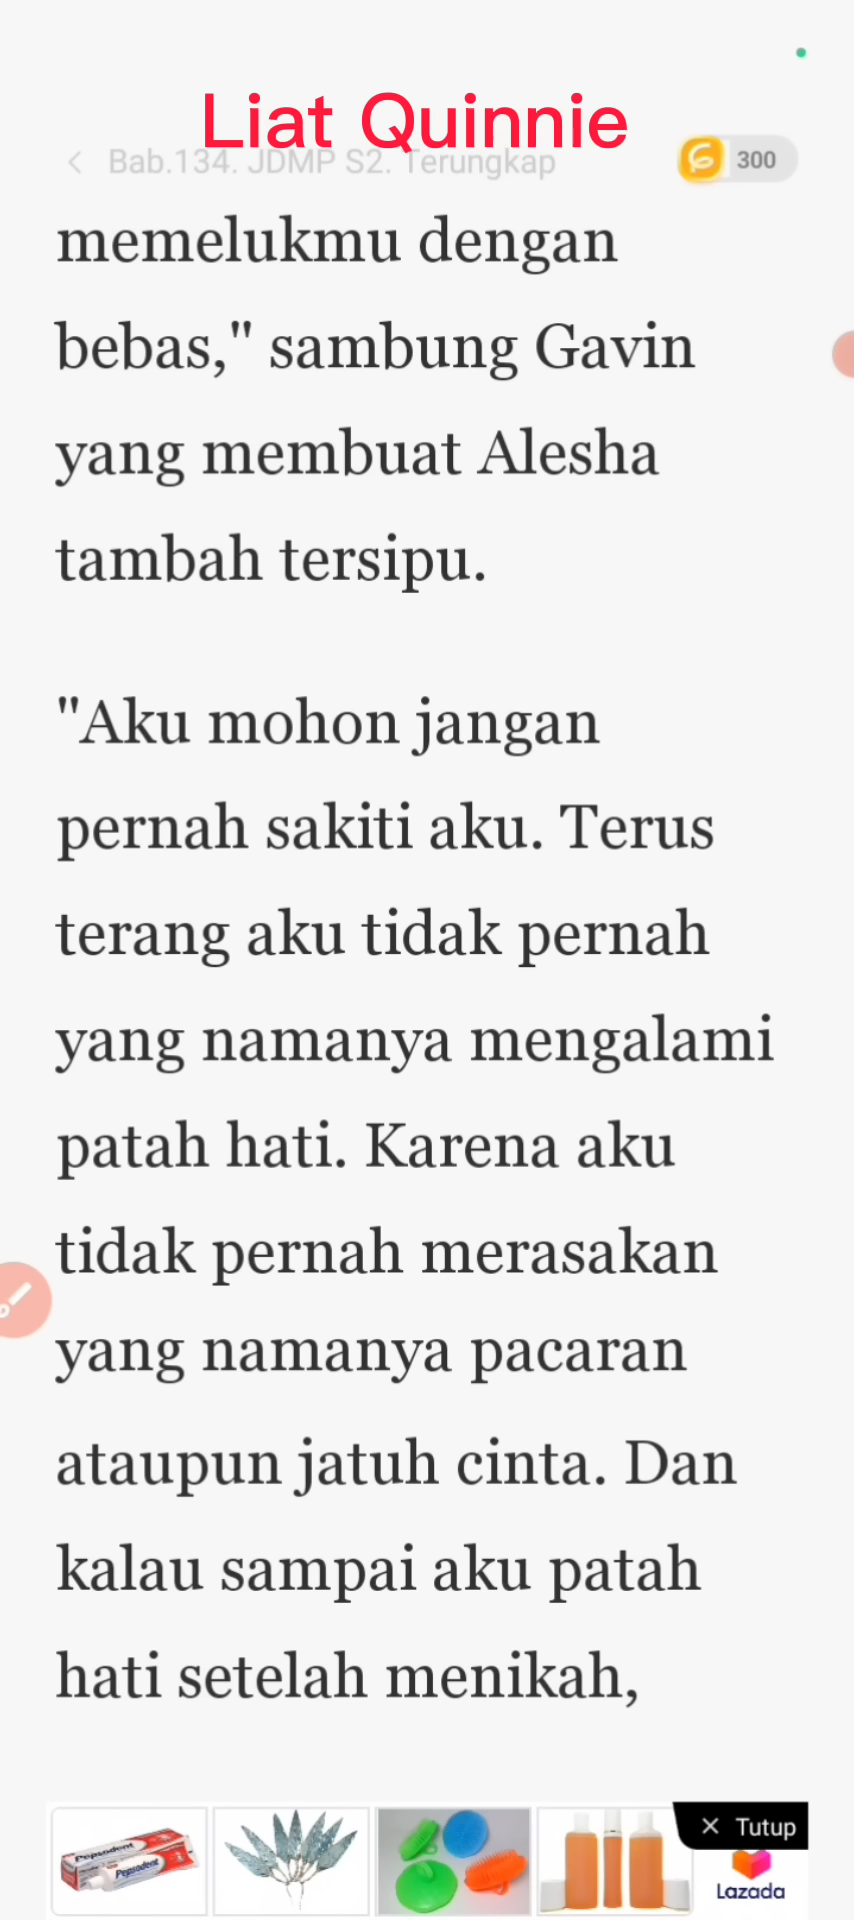 Liat Quinnie
Bab.134. JDMP S2. Terungkap
300
memelukmu dengan
bebas," sambung Gavin
yang membuat Alesha
tambah tersipu.
"Aku mohon jangan
pernah sakiti aku. Terus
terang aku tidak pernah
yang namanya mengalami
patah hati. Karena aku
tidak pernah merasakan
yang namanya pacaran
ataupun jatuh cinta. Dan
kalau sampai aku patah
hati setelah menikah,
Pepsodent
Pepsodent
× Tutup
Lazada